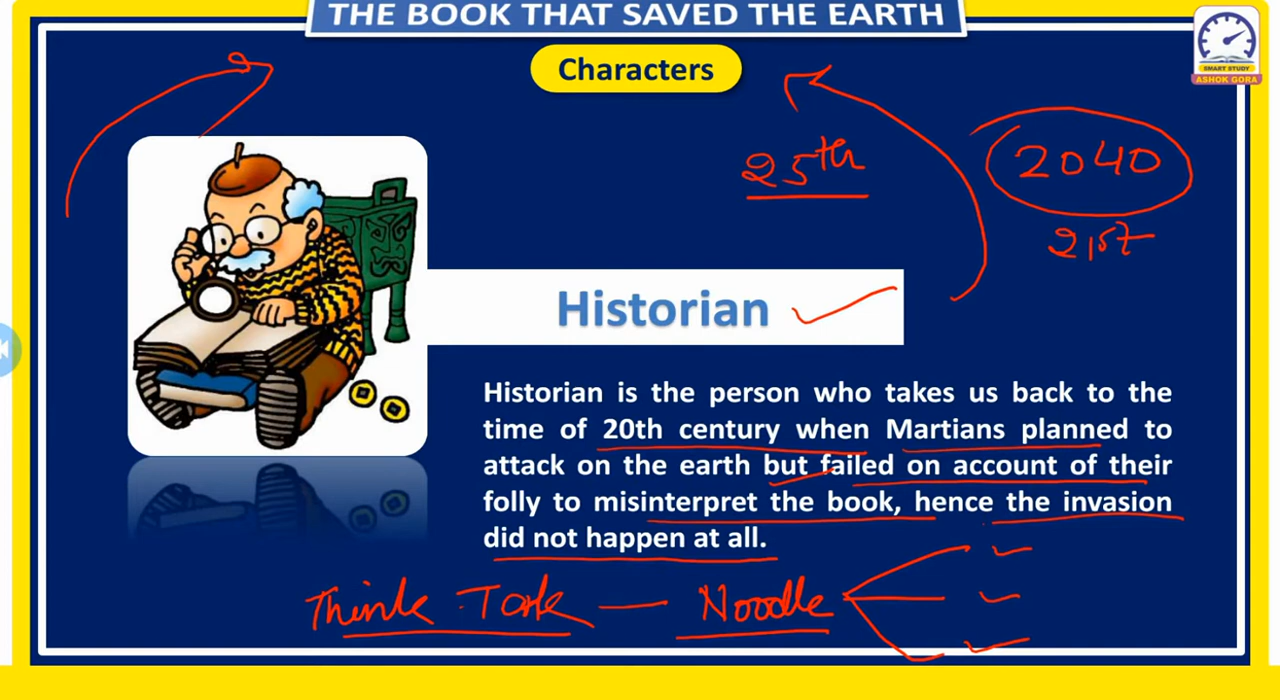 THE BOOK THAT SAVED THE EARTH
Characters
SMART STUDY
ASHOK GORA
25th
2040
21st
Historian
Historian is the person who takes us back to the
time of 20th century when Martians planned to
attack on the earth but failed on account of their
folly to misinterpret the book, hence the invasion
did not happen at all.
Think Tank — Noodle